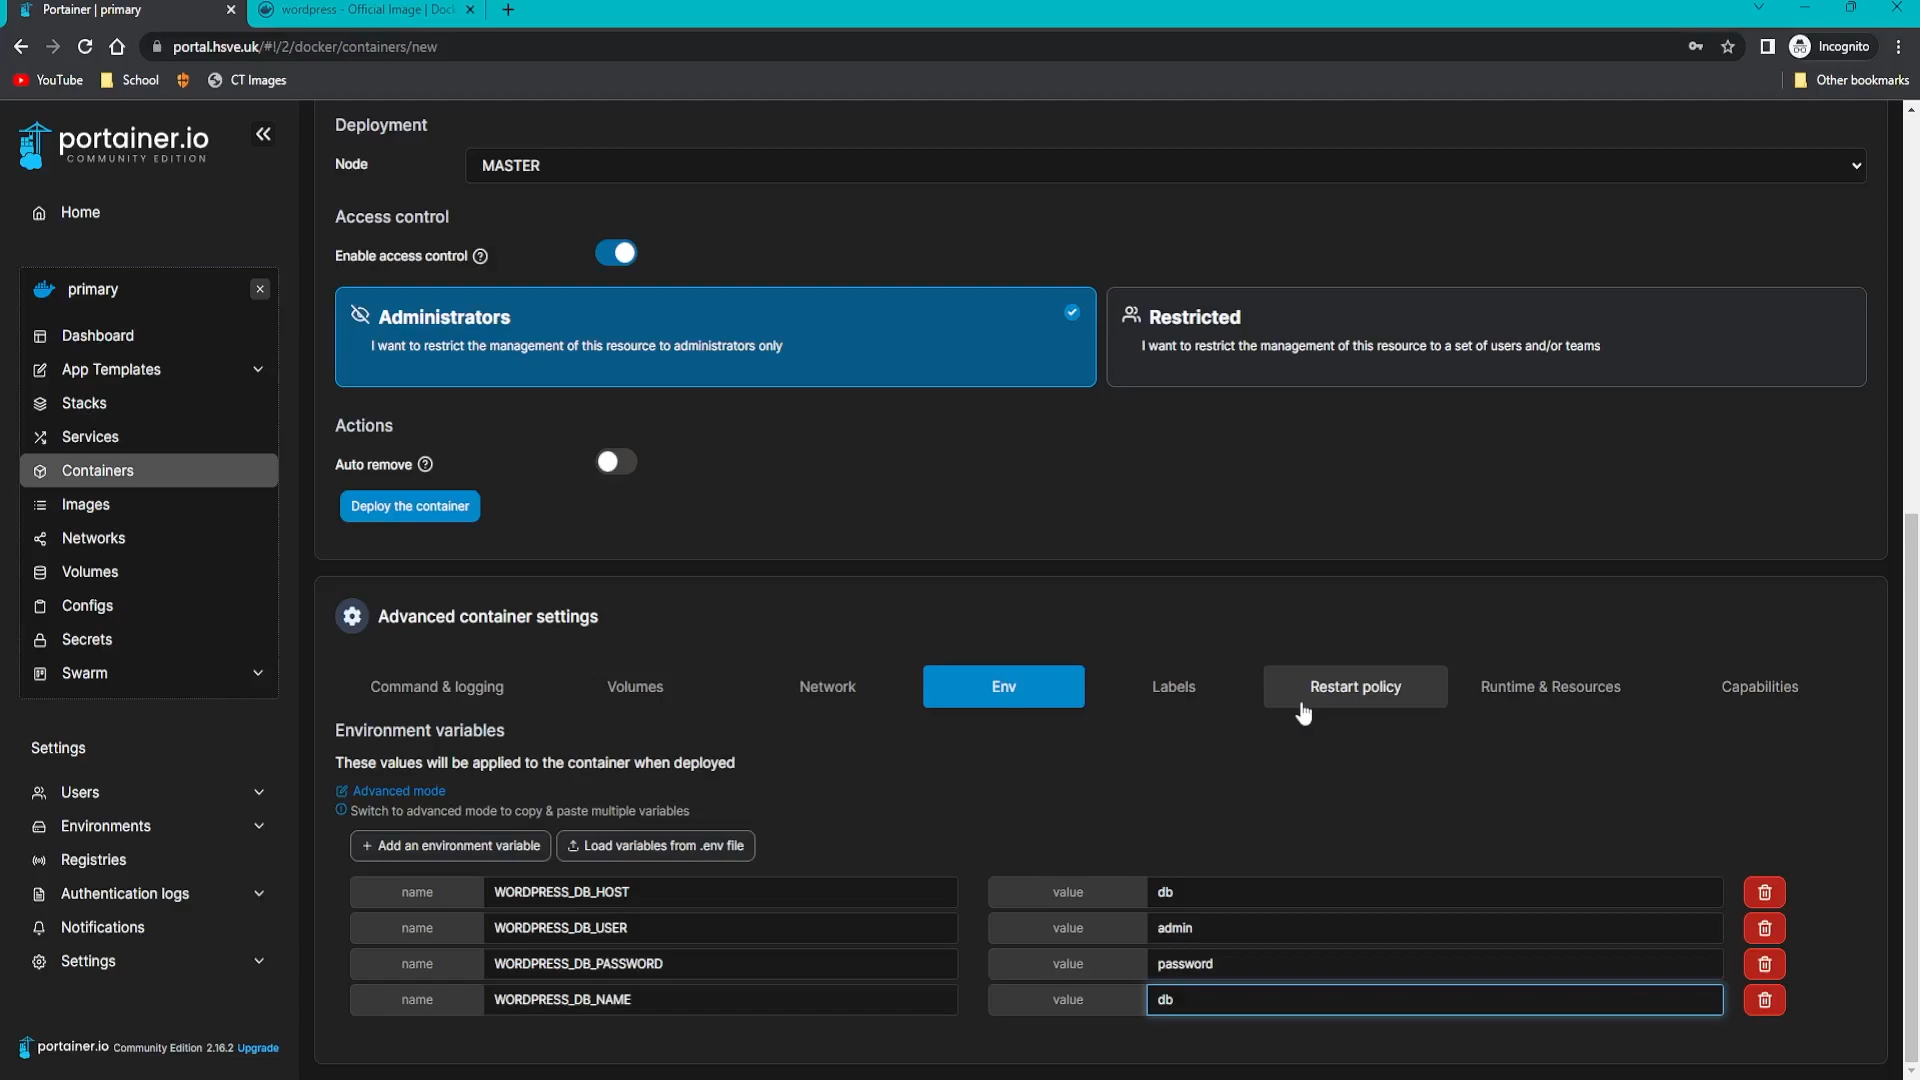 Portainer | primary
wordpress - Official Image | Doc
portal.hsve.uk/#!/2/docker/containers/new
Incognito
YouTube
School
CT Images
Other bookmarks
portainer.io
COMMUNITY EDITION
Home
primary
Dashboard
App Templates
Stacks
Services
Containers
Images
Networks
Volumes
Configs
Secrets
Swarm
Settings
Users
Environments
Registries
Authentication logs
Notifications
Settings
portainer.io Community Edition 2.16.2 Upgrade
Deployment
Node
MASTER
Access control
Enable access control
Administrators
I want to restrict the management of this resource to administrators only
Restricted
I want to restrict the management of this resource to a set of users and/or teams
Actions
Auto remove
Deploy the container
Advanced container settings
Command & logging
Volumes
Network
Env
Labels
Restart policy
Runtime & Resources
Capabilities
Environment variables
These values will be applied to the container when deployed
Advanced mode
Switch to advanced mode to copy & paste multiple variables
+ Add an environment variable
Load variables from .env file
name WORDPRESS_DB_HOST value db
name WORDPRESS_DB_USER value admin
name WORDPRESS_DB_PASSWORD value password
name WORDPRESS_DB_NAME value db